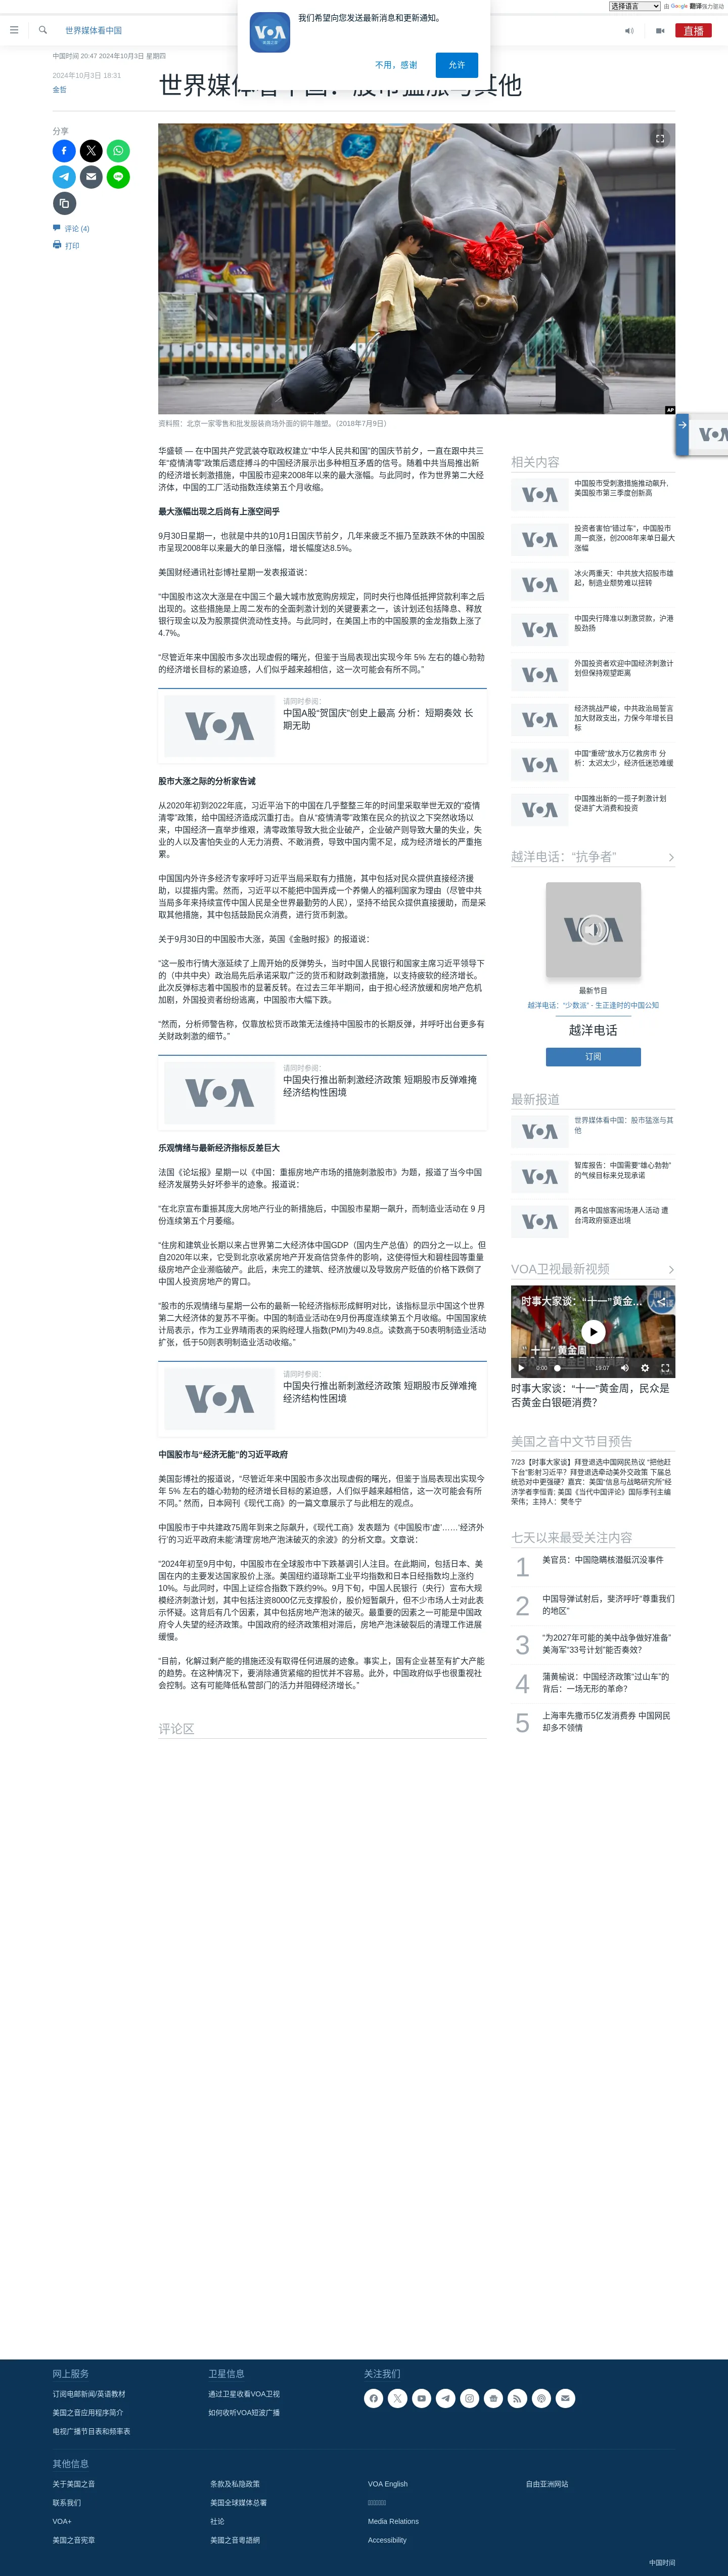 选择语言 由 Google 翻译强力驱动
我们希望向您发送最新消息和更新通知。
不用，感谢
允许
世界媒体看中国
直播
中国时间 20:47 2024年10月3日 星期四
2024年10月3日 18:31
金哲
世界媒体看中国：股市猛涨与其他
分享
评论 (4)
打印
AP
资料照：北京一家零售和批发服装商场外面的铜牛雕塑。（2018年7月9日）
华盛顿 — 在中国共产党武装夺取政权建立“中华人民共和国”的国庆节前夕，一直在跟中共三
年“疫情清零”政策后遗症搏斗的中国经济展示出多种相互矛盾的信号。随着中共当局推出新
的经济增长刺激措施，中国股市迎来2008年以来的最大涨幅。与此同时，作为世界第二大经
济体，中国的工厂活动指数连续第五个月收缩。
最大涨幅出现之后尚有上涨空间乎
9月30日星期一，也就是中共的10月1日国庆节前夕，几年来疲乏不振乃至跌跌不休的中国股
市呈现2008年以来最大的单日涨幅，增长幅度达8.5%。
美国财经通讯社彭博社星期一发表报道说：
“中国股市这次大涨是在中国三个最大城市放宽购房规定，同时央行也降低抵押贷款利率之后
出现的。这些措施是上周二发布的全面刺激计划的关键要素之一，该计划还包括降息、释放
银行现金以及为股票提供流动性支持。与此同时，在美国上市的中国股票的金龙指数上涨了
4.7%。
“尽管近年来中国股市多次出现虚假的曙光，但鉴于当局表现出实现今年 5% 左右的雄心勃勃
的经济增长目标的紧迫感，人们似乎越来越相信，这一次可能会有所不同。”
请同时参阅：
中国A股“贺国庆”创史上最高 分析：短期奏效 长
期无助
股市大涨之际的分析家告诫
从2020年初到2022年底，习近平治下的中国在几乎整整三年的时间里采取举世无双的“疫情
清零”政策，给中国经济造成沉重打击。自从“疫情清零”政策在民众的抗议之下突然收场以
来，中国经济一直举步维艰，清零政策导致大批企业破产，企业破产则导致大量的失业，失业
的人以及害怕失业的人无力消费、不敢消费，导致中国内需不足，成为经济增长的严重拖
累。
中国国内外许多经济专家呼吁习近平当局采取有力措施，其中包括对民众提供直接经济援
助，以提振内需。然而，习近平以不能把中国弄成一个养懒人的福利国家为理由（尽管中共
当局多年来持续宣传中国人民是全世界最勤劳的人民），坚持不给民众提供直接援助，而是采
取其他措施，其中包括鼓励民众消费，进行货币刺激。
关于9月30日的中国股市大涨，英国《金融时报》的报道说：
“这一股市行情大涨延续了上周开始的反弹势头，当时中国人民银行和国家主席习近平领导下
的（中共中央）政治局先后承诺采取广泛的货币和财政刺激措施，以支持疲软的经济增长。
此次反弹标志着中国股市的显著反转。在过去三年半期间，由于担心经济放缓和房地产危机
加剧，外国投资者纷纷逃离，中国股市大幅下跌。
“然而，分析师警告称，仅靠放松货币政策无法维持中国股市的长期反弹，并呼吁出台更多有
关财政刺激的细节。”
请同时参阅：
中国央行推出新刺激经济政策 短期股市反弹难掩
经济结构性困境
乐观情绪与最新经济指标反差巨大
法国《论坛报》星期一以《中国：重振房地产市场的措施刺激股市》为题，报道了当今中国
经济发展势头好坏参半的迹象。报道说：
“在北京宣布重振其庞大房地产行业的新措施后，中国股市星期一飙升，而制造业活动在 9 月
份连续第五个月萎缩。
“住房和建筑业长期以来占世界第二大经济体中国GDP（国内生产总值）的四分之一以上。但
自2020年以来，它受到北京收紧房地产开发商信贷条件的影响，这使得恒大和碧桂园等重量
级房地产企业濒临破产。此后，未完工的建筑、经济放缓以及导致房产贬值的价格下跌倒了
中国人投资房地产的胃口。
“股市的乐观情绪与星期一公布的最新一轮经济指标形成鲜明对比，该指标显示中国这个世界
第二大经济体的复苏不平衡。中国的制造业活动在9月份再度连续第五个月收缩。中国国家统
计局表示，作为工业界晴雨表的采购经理人指数(PMI)为49.8点。读数高于50表明制造业活动
扩张，低于50则表明制造业活动收缩。”
请同时参阅：
中国央行推出新刺激经济政策 短期股市反弹难掩
经济结构性困境
中国股市与“经济无能”的习近平政府
美国彭博社的报道说，“尽管近年来中国股市多次出现虚假的曙光，但鉴于当局表现出实现今
年 5% 左右的雄心勃勃的经济增长目标的紧迫感，人们似乎越来越相信，这一次可能会有所
不同。” 然而，日本网刊《现代工商》的一篇文章展示了与此相左的观点。
中国股市于中共建政75周年到来之际飙升，《现代工商》发表题为《中国股市‘虚’……‘经济外
行’的习近平政府未能‘清理’房地产泡沫破灭的余波》的分析文章。文章说：
“2024年初至9月中旬，中国股市在全球股市中下跌基调引人注目。在此期间，包括日本、美
国在内的主要发达国家股价上涨。美国纽约道琼斯工业平均指数和日本日经指数均上涨约
10%。与此同时，中国上证综合指数下跌约9%。9月下旬，中国人民银行（央行）宣布大规
模经济刺激计划，其中包括注资8000亿元支撑股价，股价短暂飙升，但不少市场人士对此表
示怀疑。这背后有几个因素，其中包括房地产泡沫的破灭。最重要的因素之一可能是中国政
府令人失望的经济政策。中国政府的经济政策相对滞后，房地产泡沫破裂后的清理工作进展
缓慢。
“目前，化解过剩产能的措施还没有取得任何进展的迹象。事实上，国有企业甚至有扩大产能
的趋势。在这种情况下，要消除通货紧缩的担忧并不容易。此外，中国政府似乎也很重视社
会控制。这有可能降低私营部门的活力并阻碍经济增长。”
评论区
相关内容
中国股市受刺激措施推动飙升，
美国股市第三季度创新高
投资者害怕“错过车”，中国股市
周一疯涨，创2008年来单日最大
涨幅
冰火两重天：中共放大招股市雄
起，制造业颓势难以扭转
中国央行降准以刺激贷款，沪港
股劲扬
外国投资者欢迎中国经济刺激计
划但保持观望距离
经济挑战严峻，中共政治局誓言
加大财政支出，力保今年增长目
标
中国“重磅”放水万亿救房市 分
析：太迟太少，经济低迷恐难缓
中国推出新的一揽子刺激计划
促进扩大消费和投资
越洋电话：“抗争者”
最新节目
越洋电话：“少数派” - 生正逢时的中国公知
越洋电话
订阅
最新报道
世界媒体看中国：股市猛涨与其
他
智库报告：中国需要“雄心勃勃”
的气候目标来兑现承诺
两名中国旅客闹场港人活动 遭
台湾政府驱逐出境
VOA卫视最新视频
时事大家谈：“十一”黄金…
“十一”黄金周
0:00 19:07
时事大家谈：“十一”黄金周，民众是
否黄金白银砸消费？
美国之音中文节目预告
7/23【时事大家谈】拜登退选中国网民热议 “把他赶
下台”影射习近平？拜登退选牵动美外交政策 下届总
统恐对中更强硬？嘉宾：美国“信息与战略研究所”经
济学者李恒青; 美国《当代中国评论》国际季刊主编
荣伟；主持人：樊冬宁
七天以来最受关注内容
1 美官员：中国隐瞒核潜艇沉没事件
2 中国导弹试射后，斐济呼吁“尊重我们
的地区”
3 “为2027年可能的美中战争做好准备”
美海军“33号计划”能否奏效？
4 蒲黄榆说：中国经济政策“过山车”的
背后：一场无形的革命？
5 上海率先撒币5亿发消费券 中国网民
却多不领情
网上服务
订阅电邮新闻/英语教材
美国之音应用程序简介
电视广播节目表和频率表
卫星信息
通过卫星收看VOA卫视
如何收听VOA短波广播
关注我们
其他信息
关于美国之音
联系我们
VOA+
美国之音宪章
条款及私隐政策
美国全球媒体总署
社论
美國之音粵語網
VOA English
Media Relations
Accessibility
自由亚洲网站
中国时间